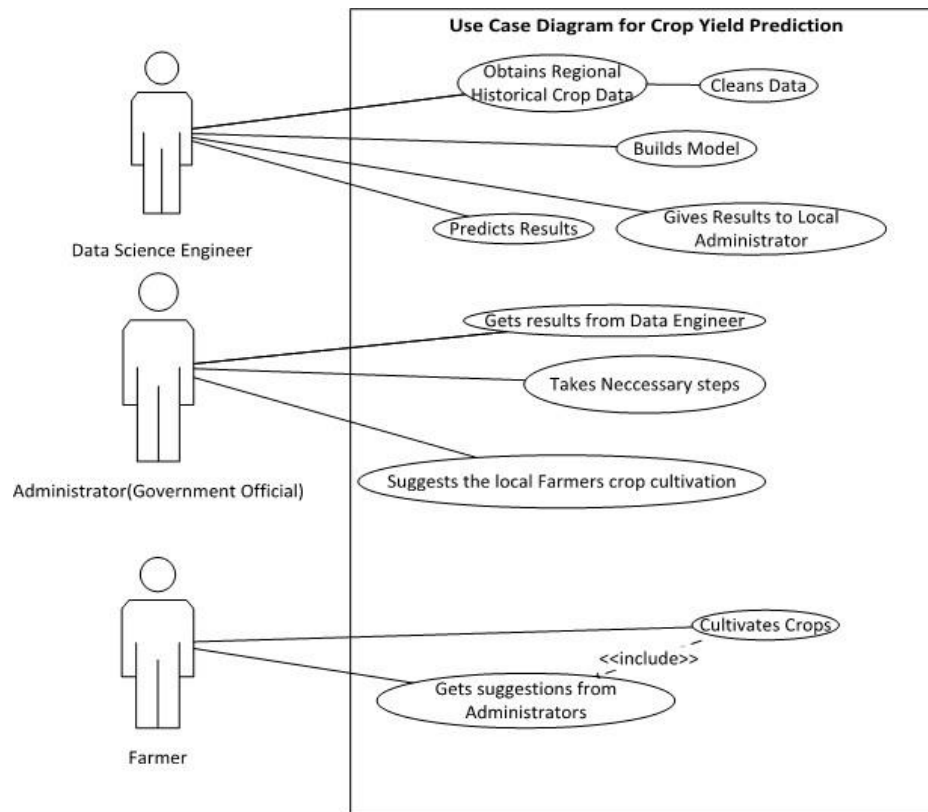 Use Case Diagram for Crop Yield Prediction
Obtains Regional
Historical Crop Data
Cleans Data
Builds Model
Gives Results to Local
Administrator
Predicts Results
Data Science Engineer
Gets results from Data Engineer
Takes Neccessary steps
Suggests the local Farmers crop cultivation
Administrator(Government Official)
Cultivates Crops
<<include>>
Gets suggestions from
Administrators
Farmer